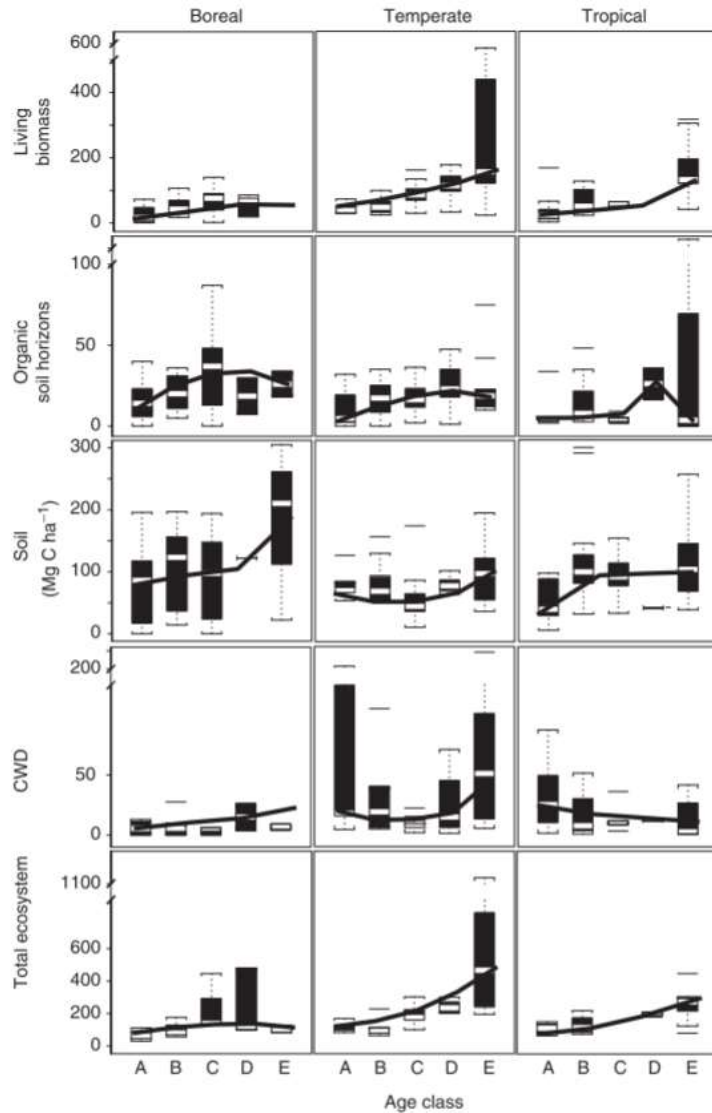 Boreal Temperate Tropical
600
400
200
0
Living
biomass
100
50
0
Organic
soil horizons
300
200
100
0
Soil
(Mg C ha⁻¹)
200
50
0
CWD
1100
600
400
200
0
Total ecosystem
A B C D E A B C D E A B C D E
Age class